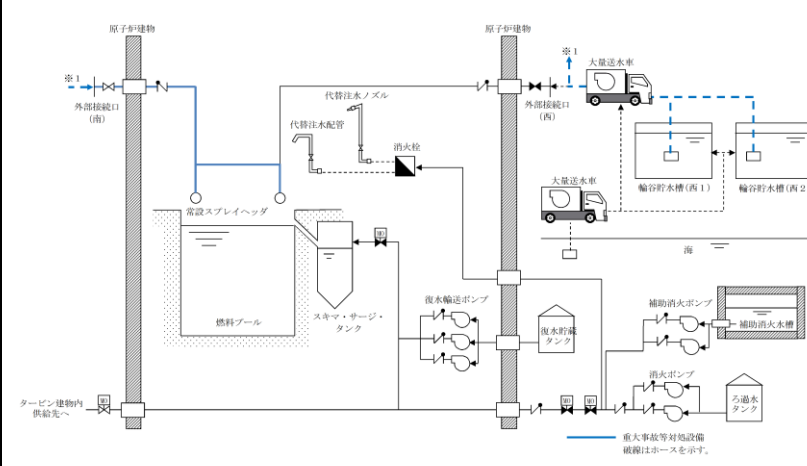 原子炉建物
原子炉建物
※1
※1
大量送水車
外部接続口
(南)
代替注水ノズル
外部接続口
(西)
代替注水配管
消火栓
大量送水車
輪谷貯水槽(西1)
輪谷貯水槽(西2
常設スプレイヘッダ
海
MO
復水輸送ポンプ
補助消火ポンプ
スキマ・サージ・
タンク
燃料プール
復水貯蔵
タンク
補助消火水槽
消火ポンプ
タービン建物内
供給先へ
MO
MO
MO
ろ過水
タンク
重大事故等対処設備
破線はホースを示す。